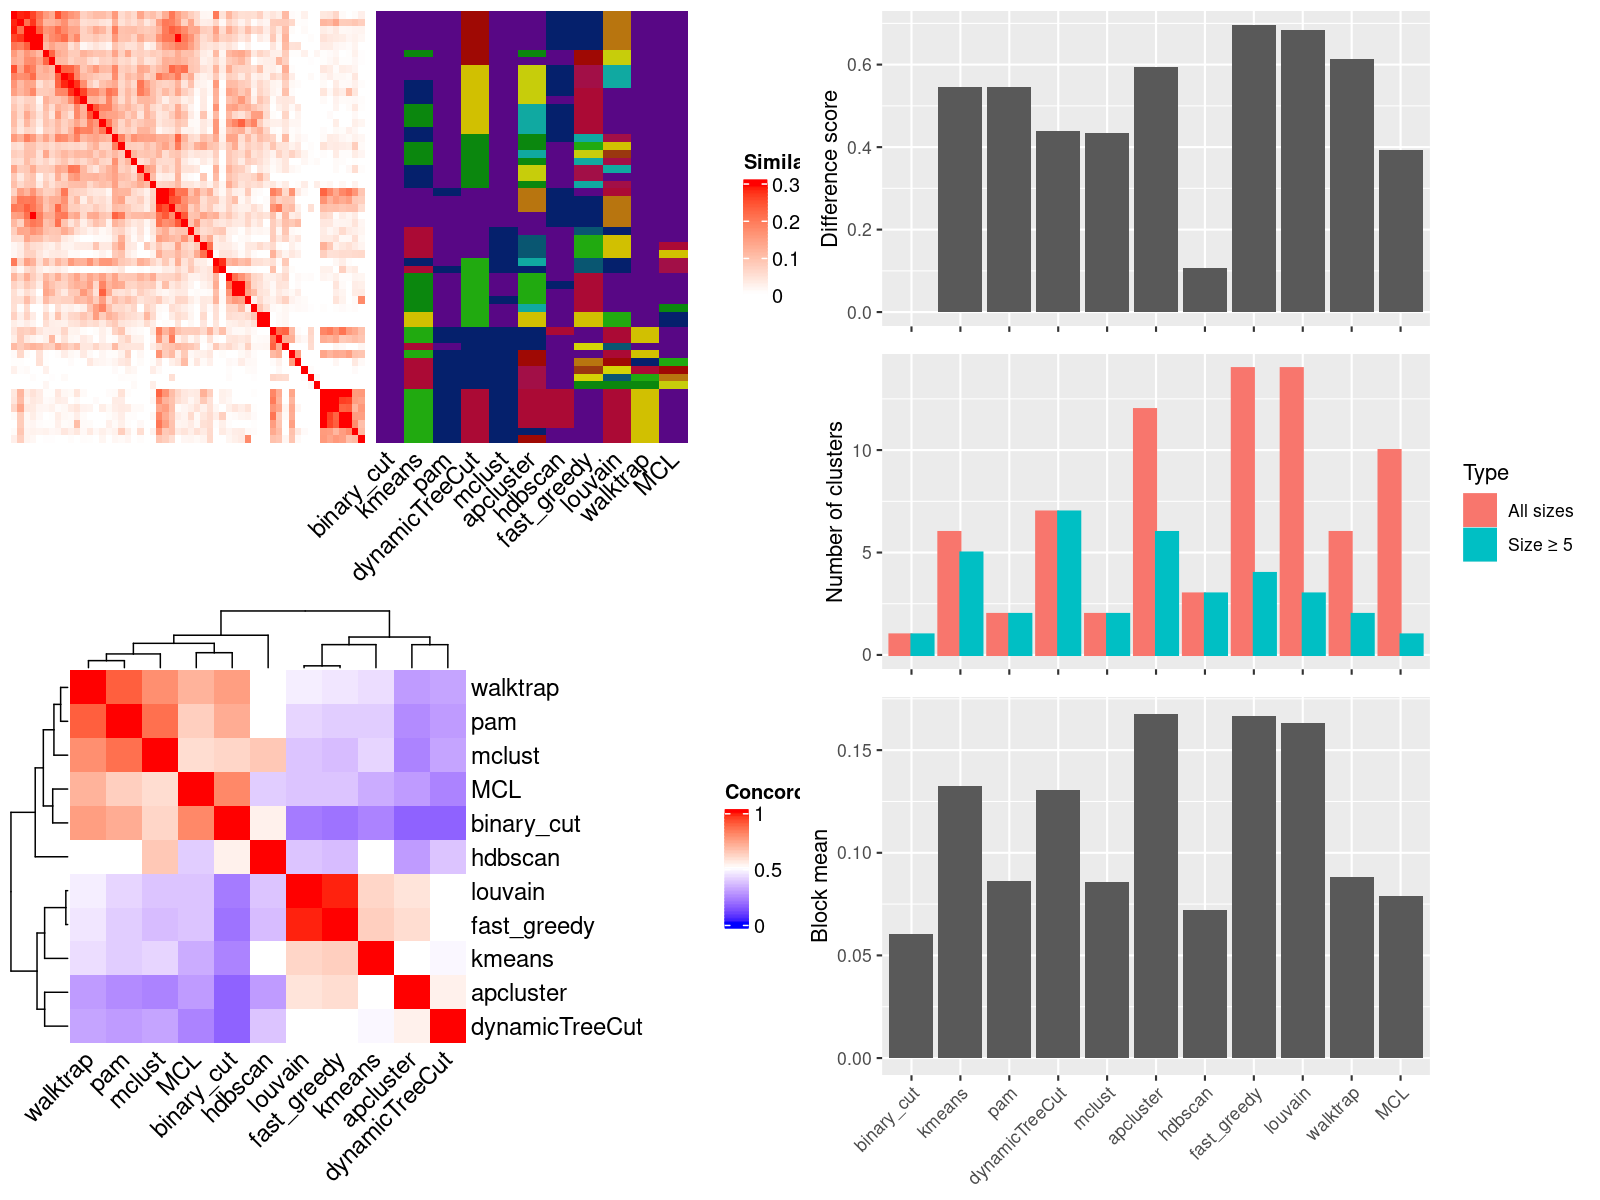 Simila
0.3
0.2
0.1
0
binary_cut
kmeans
pam
dynamicTreeCut
mclust
apcluster
hdbscan
fast_greedy
louvain
walktrap
MCL
Difference score
0.6
0.4
0.2
0.0
Number of clusters
10
5
0
Type
All sizes
Size ≥ 5
walktrap
pam
mclust
MCL
binary_cut
hdbscan
louvain
fast_greedy
kmeans
apcluster
dynamicTreeCut
walktrap
pam
mclust
MCL
binary_cut
hdbscan
louvain
fast_greedy
kmeans
apcluster
dynamicTreeCut
Concord
1
0.5
0
Block mean
0.15
0.10
0.05
0.00
binary_cut
kmeans
pam
dynamicTreeCut
mclust
apcluster
hdbscan
fast_greedy
louvain
walktrap
MCL